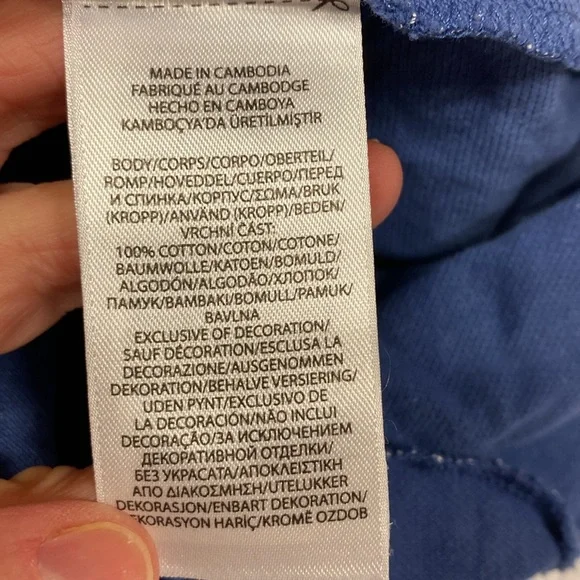 MADE IN CAMBODIA
FABRIQUÉ AU CAMBODGE
HECHO EN CAMBOYA
KAMBOÇYA'DA ÜRETİLMİŞTİR
BODY/CORPS/CORPO/OBERTEIL/
ROMP/HOVEDDEL/CUERPO/ПЕРЕД
И СПИНКА/КОРПУС/ΣΩΜΑ/BRUK
(KROPP)/ANVÄND (KROPP)/BEDEN/
VRCHNÍ ČÁST:
100% COTTON/COTON/COTONE/
BAUMWOLLE/KATOEN/BOMULD/
ALGODÓN/ALGODÃO/ХЛОПОК/
ПАМУК/ΒΑΜΒΑΚΙ/BOMULL/PAMUK/
BAVLNA
EXCLUSIVE OF DECORATION/
SAUF DÉCORATION/ESCLUSA LA
DECORAZIONE/AUSGENOMMEN
DEKORATION/BEHALVE VERSIERING/
UDEN PYNT/EXCLUSIVO DE
LA DECORACIÓN/NÃO INCLUI
DECORAÇÃO/ЗА ИСКЛЮЧЕНИЕМ
ДЕКОРАТИВНОЙ ОТДЕЛКИ/
БЕЗ УКРАСАТА/ΑΠΟΚΛΕΙΣΤΙΚΗ
ΑΠΟ ΔΙΑΚΟΣΜΗΣΗ/UTELUKKER
DEKORASJON/ENBART DEKORATION/
DEKORASYON HARİÇ/KROMĚ OZDOB